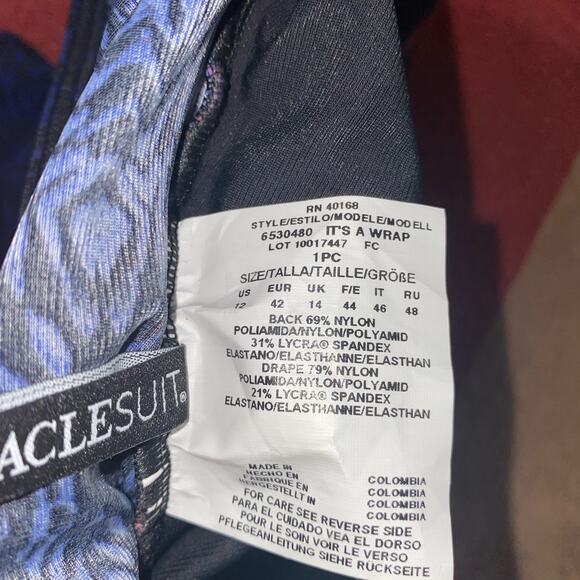 RN 40168
STYLE/ESTILO/MODELE/MODELL
6530480 IT'S A WRAP
LOT 10017447 FC
1PC
SIZE/TALLA/TAILLE/GRÖßE
US EUR UK F/E IT RU
12 42 14 44 46 48
BACK 69% NYLON
POLIAMIDA/NYLON/POLYAMID
31% LYCRA® SPANDEX
ELASTANO/ELASTHANNE/ELASTHAN
DRAPE 79% NYLON
POLIAMIDA/NYLON/POLYAMID
21% LYCRA® SPANDEX
ELASTANO/ELASTHANNE/ELASTHAN
MADE IN COLOMBIA
HECHO EN COLOMBIA
FABRIQUE EN COLOMBIA
HERGESTELLT IN COLOMBIA
FOR CARE SEE REVERSE SIDE
PARA EL CUIDADO VEA EL DORSO
POUR LE SOIN VOIR LE VERSO
PFLEGEANLEITUNG SIEHE RÜCKSEITE
ACLESUIT®